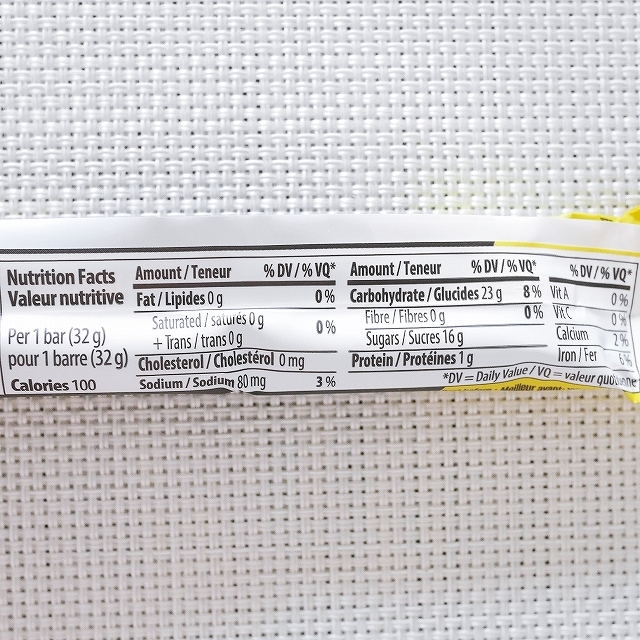 Nutrition Facts
Valeur nutritive
Per 1 bar (32 g)
pour 1 barre (32 g)
Calories 100
Amount / Teneur % DV / % VQ*
Fat / Lipides 0 g 0 %
Saturated / saturés 0 g
+ Trans / trans 0 g 0 %
Cholesterol / Cholestérol 0 mg
Sodium / Sodium 80 mg 3 %
Amount / Teneur % DV / % VQ*
Carbohydrate / Glucides 23 g 8 %
Fibre / Fibres 0 g 0 %
Sugars / Sucres 16 g
Protein / Protéines 1 g
% DV / % VQ*
Vit A 0 %
Vit C 0 %
Calcium 2 %
Iron / Fer 6 %
*DV = Daily Value / VQ = valeur quotidienne
Meilleur avant